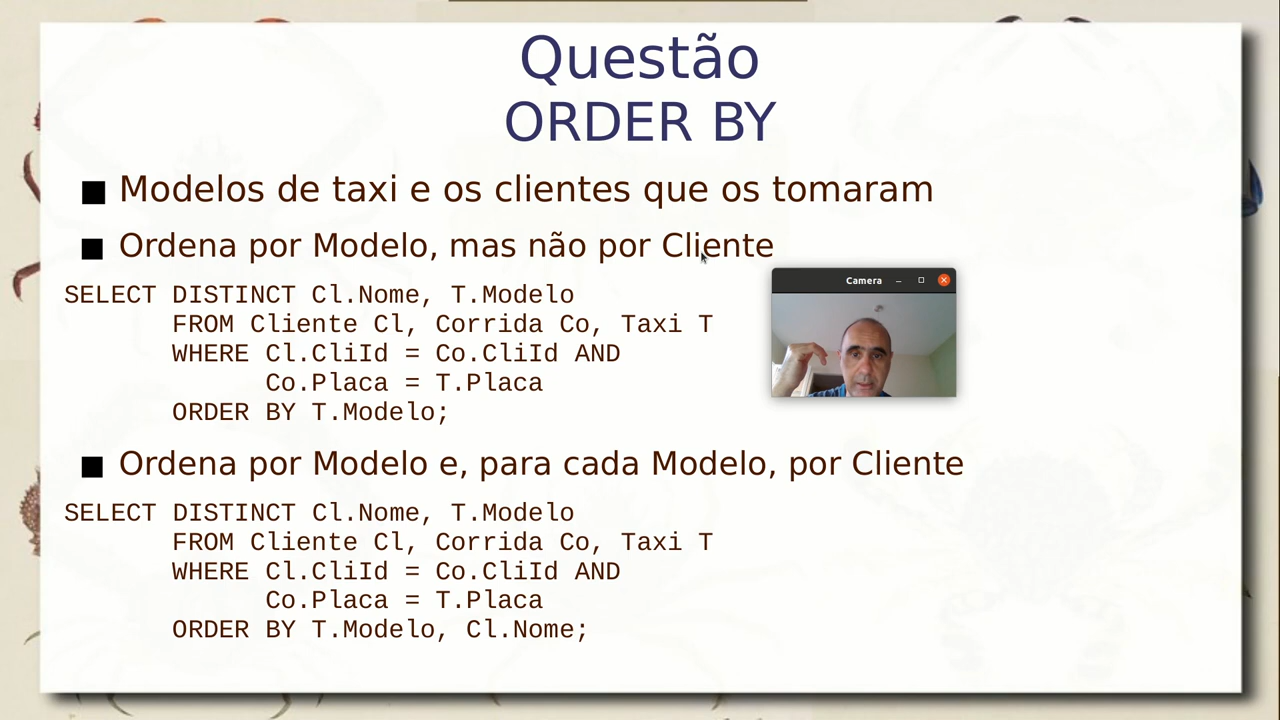 Questão
ORDER BY
Modelos de taxi e os clientes que os tomaram
Ordena por Modelo, mas não por Cliente
SELECT DISTINCT Cl.Nome, T.Modelo
FROM Cliente Cl, Corrida Co, Taxi T
WHERE Cl.CliId = Co.CliId AND
Co.Placa = T.Placa
ORDER BY T.Modelo;
Camera
Ordena por Modelo e, para cada Modelo, por Cliente
SELECT DISTINCT Cl.Nome, T.Modelo
FROM Cliente Cl, Corrida Co, Taxi T
WHERE Cl.CliId = Co.CliId AND
Co.Placa = T.Placa
ORDER BY T.Modelo, Cl.Nome;